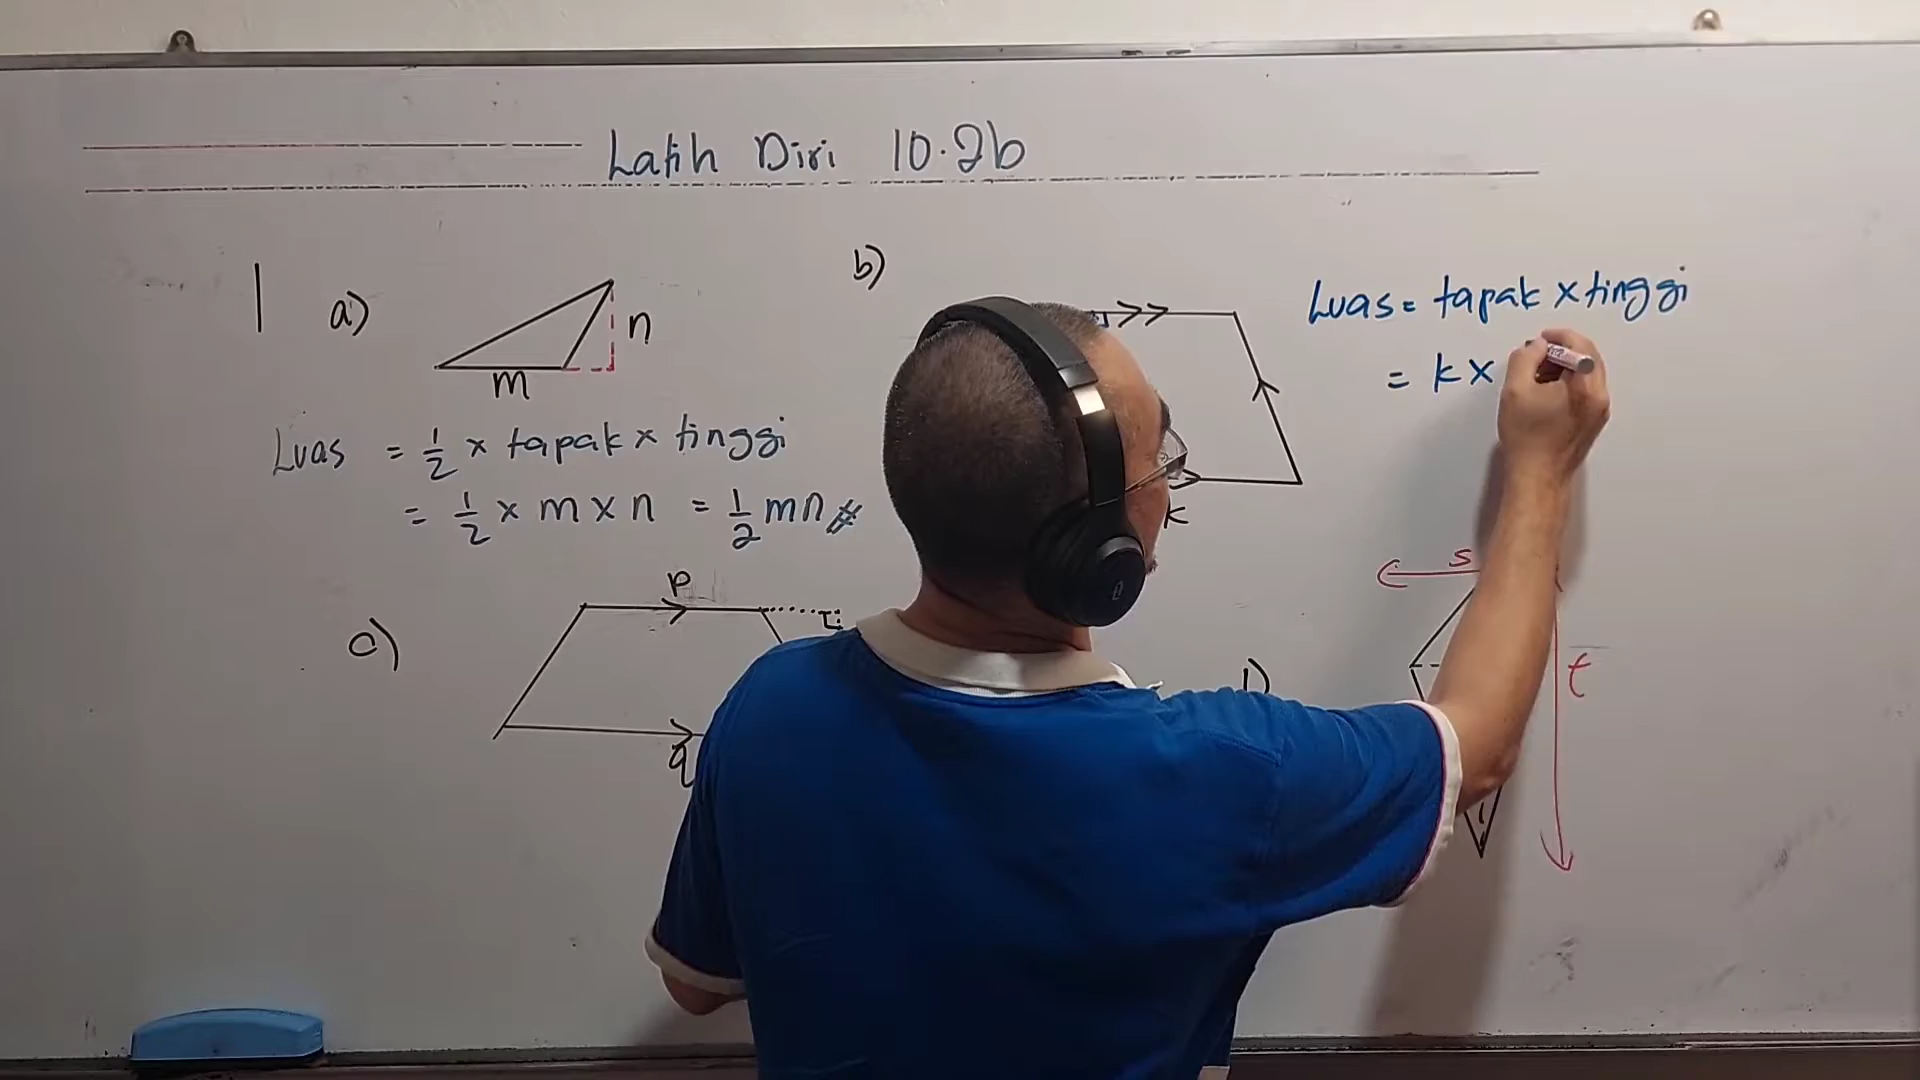 Latih Diri 10.2b
1 a)
n
m
Luas = 1/2 × tapak × tinggi
= 1/2 × m × n = 1/2 mn #
b)
k
Luas = tapak × tinggi
= k ×
c)
p
q
s
t